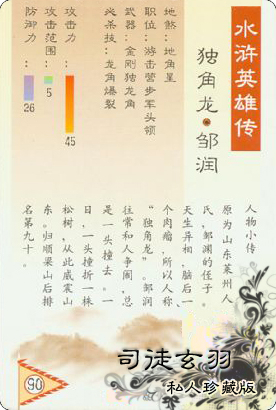 水浒英雄传
独角龙·邹润
地煞：地角星
职位：游击营步军头领
武器：金刚独龙角
必杀技：龙角爆裂
攻击力：
45
攻击范围：
5
防御力：
26
人物小传
原为山东莱州人
氏，邹渊的侄子。
天生异相，脑后一
个肉瘤，所以人称
“独角龙”。邹润
往常和人争闹，总
是一头撞去。一
日，一头撞折一株
松树，从此威震山
东。归顺梁山后排
名第九十。
90
司徒玄羽
私人珍藏版